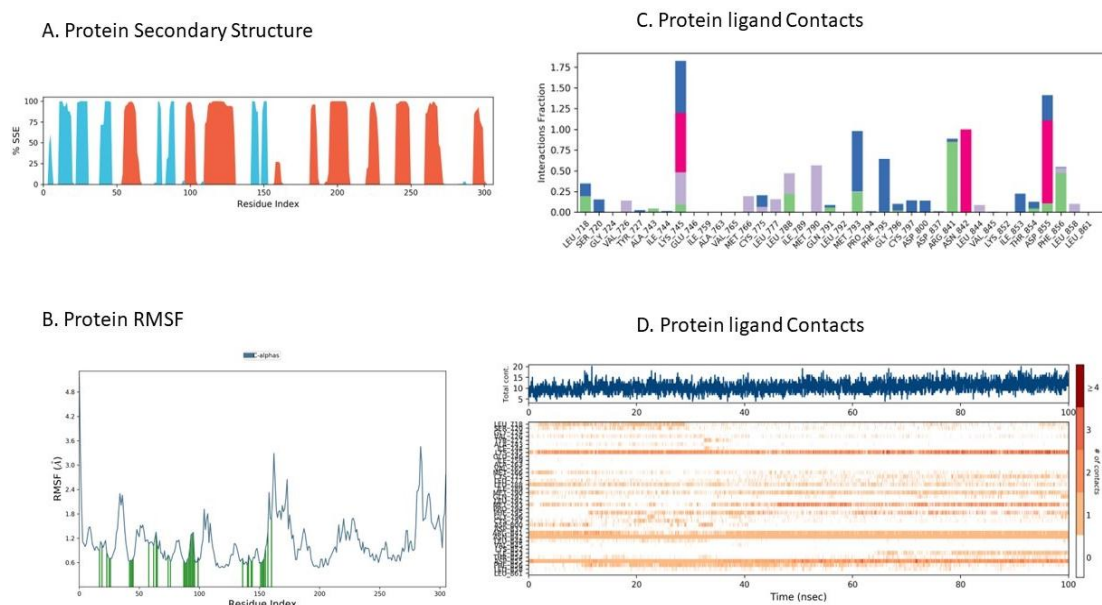 A. Protein Secondary Structure
% SSE
100
75
50
25
0
0 50 100 150 200 250 300
Residue Index
B. Protein RMSF
C-alphas
RMSF (Å)
4.8
4.2
3.6
3.0
2.4
1.8
1.2
0.6
0 50 100 150 200 250 300
Residue Index
C. Protein ligand Contacts
Interactions Fraction
1.75
1.50
1.25
1.00
0.75
0.50
0.25
0.00
LEU_718 SER_720 GLY_724 VAL_726 TYR_727 ALA_743 ILE_744 LYS_745 GLU_746 ILE_759 ALA_763 VAL_765 MET_766 CYS_775 LEU_777 LEU_788 ILE_789 MET_790 GLN_791 LEU_792 MET_793 PRO_794 PHE_795 GLY_796 CYS_797 ASP_800 ASP_837 ARG_841 ASN_842 LEU_844 VAL_845 LYS_852 ILE_853 THR_854 ASP_855 PHE_856 LEU_858 LEU_861
D. Protein ligand Contacts
Total cont.
20
15
10
5
0 20 40 60 80 100
LEU_718
LEU_861
0 20 40 60 80 100
Time (nsec)
≥4
3
2
1
0
# of contacts